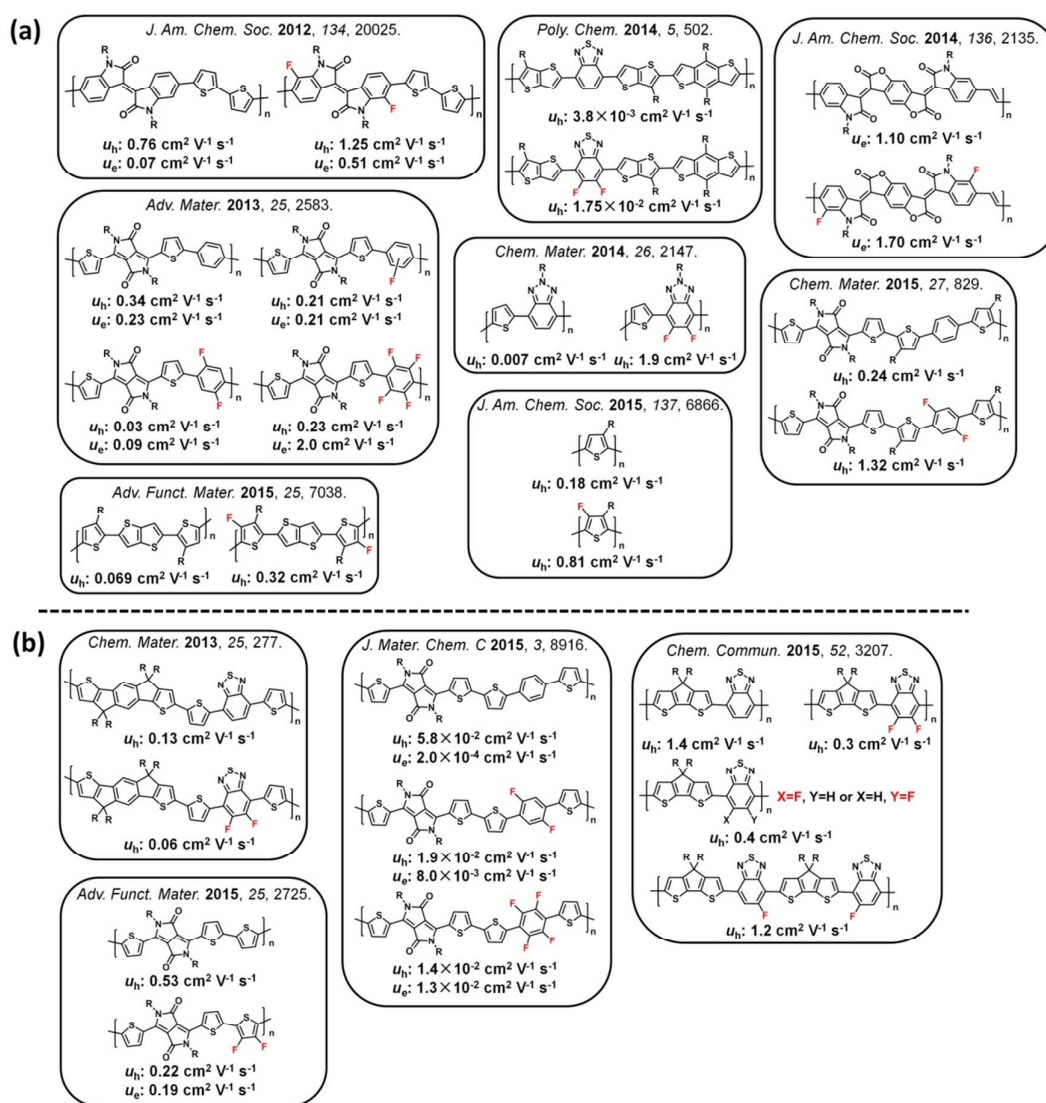 (a)
J. Am. Chem. Soc. 2012, 134, 20025.
uh: 0.76 cm2 V-1 s-1
ue: 0.07 cm2 V-1 s-1
uh: 1.25 cm2 V-1 s-1
ue: 0.51 cm2 V-1 s-1
Poly. Chem. 2014, 5, 502.
uh: 3.8×10-3 cm2 V-1 s-1
uh: 1.75×10-2 cm2 V-1 s-1
J. Am. Chem. Soc. 2014, 136, 2135.
ue: 1.10 cm2 V-1 s-1
ue: 1.70 cm2 V-1 s-1
Adv. Mater. 2013, 25, 2583.
uh: 0.34 cm2 V-1 s-1
ue: 0.23 cm2 V-1 s-1
uh: 0.21 cm2 V-1 s-1
ue: 0.21 cm2 V-1 s-1
uh: 0.03 cm2 V-1 s-1
ue: 0.09 cm2 V-1 s-1
uh: 0.23 cm2 V-1 s-1
ue: 2.0 cm2 V-1 s-1
Chem. Mater. 2014, 26, 2147.
uh: 0.007 cm2 V-1 s-1
uh: 1.9 cm2 V-1 s-1
Chem. Mater. 2015, 27, 829.
uh: 0.24 cm2 V-1 s-1
uh: 1.32 cm2 V-1 s-1
J. Am. Chem. Soc. 2015, 137, 6866.
uh: 0.18 cm2 V-1 s-1
uh: 0.81 cm2 V-1 s-1
Adv. Funct. Mater. 2015, 25, 7038.
uh: 0.069 cm2 V-1 s-1
uh: 0.32 cm2 V-1 s-1
(b)
Chem. Mater. 2013, 25, 277.
uh: 0.13 cm2 V-1 s-1
uh: 0.06 cm2 V-1 s-1
J. Mater. Chem. C 2015, 3, 8916.
uh: 5.8×10-2 cm2 V-1 s-1
ue: 2.0×10-4 cm2 V-1 s-1
uh: 1.9×10-2 cm2 V-1 s-1
ue: 8.0×10-3 cm2 V-1 s-1
uh: 1.4×10-2 cm2 V-1 s-1
ue: 1.3×10-2 cm2 V-1 s-1
Chem. Commun. 2015, 52, 3207.
uh: 1.4 cm2 V-1 s-1
uh: 0.3 cm2 V-1 s-1
X=F, Y=H or X=H, Y=F
uh: 0.4 cm2 V-1 s-1
uh: 1.2 cm2 V-1 s-1
Adv. Funct. Mater. 2015, 25, 2725.
uh: 0.53 cm2 V-1 s-1
uh: 0.22 cm2 V-1 s-1
ue: 0.19 cm2 V-1 s-1